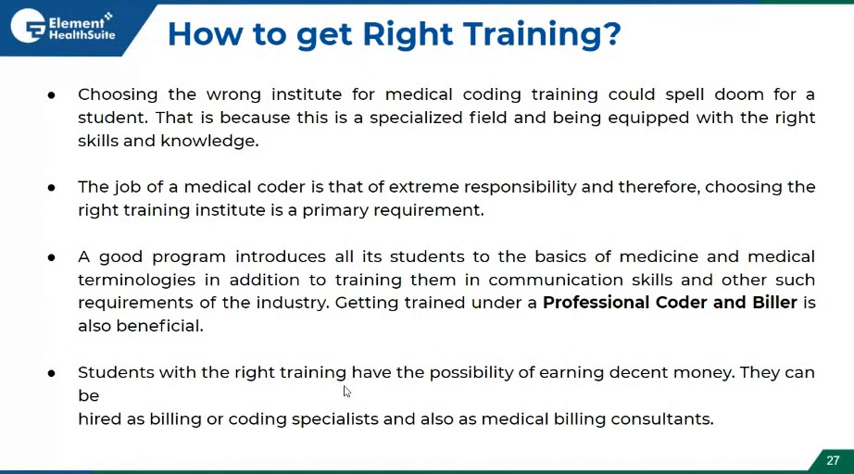 Element
HealthSuite
How to get Right Training?
• Choosing the wrong institute for medical coding training could spell doom for a
student. That is because this is a specialized field and being equipped with the right
skills and knowledge.
• The job of a medical coder is that of extreme responsibility and therefore, choosing the
right training institute is a primary requirement.
• A good program introduces all its students to the basics of medicine and medical
terminologies in addition to training them in communication skills and other such
requirements of the industry. Getting trained under a Professional Coder and Biller is
also beneficial.
• Students with the right training have the possibility of earning decent money. They can
be
hired as billing or coding specialists and also as medical billing consultants.
27